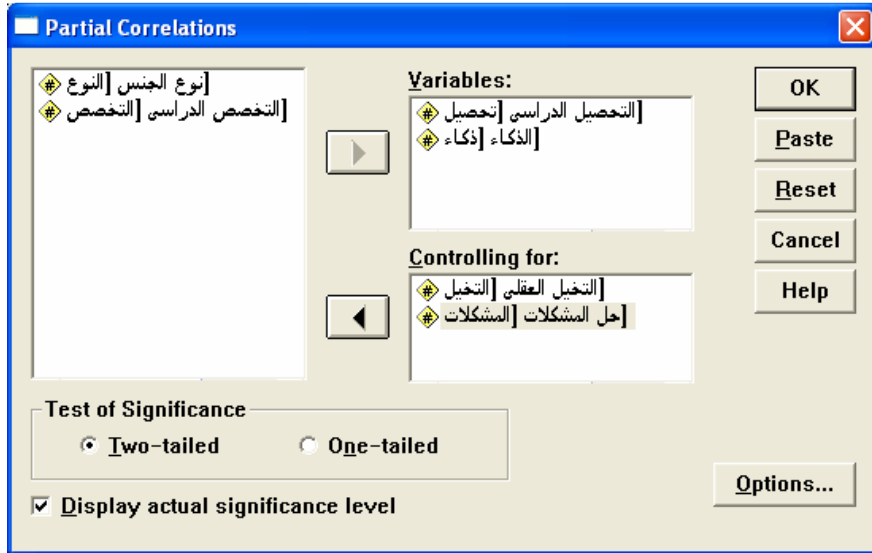 Partial Correlations
نوع الجنس [النوع]
التخصص الدراسى [التخصص]
Variables:
التحصيل الدراسى [تحصيل]
الذكاء [ذكاء]
Controlling for:
التخيل العقلى [التخيل]
حل المشكلات [المشكلات]
OK
Paste
Reset
Cancel
Help
Test of Significance
Two-tailed
One-tailed
Display actual significance level
Options...